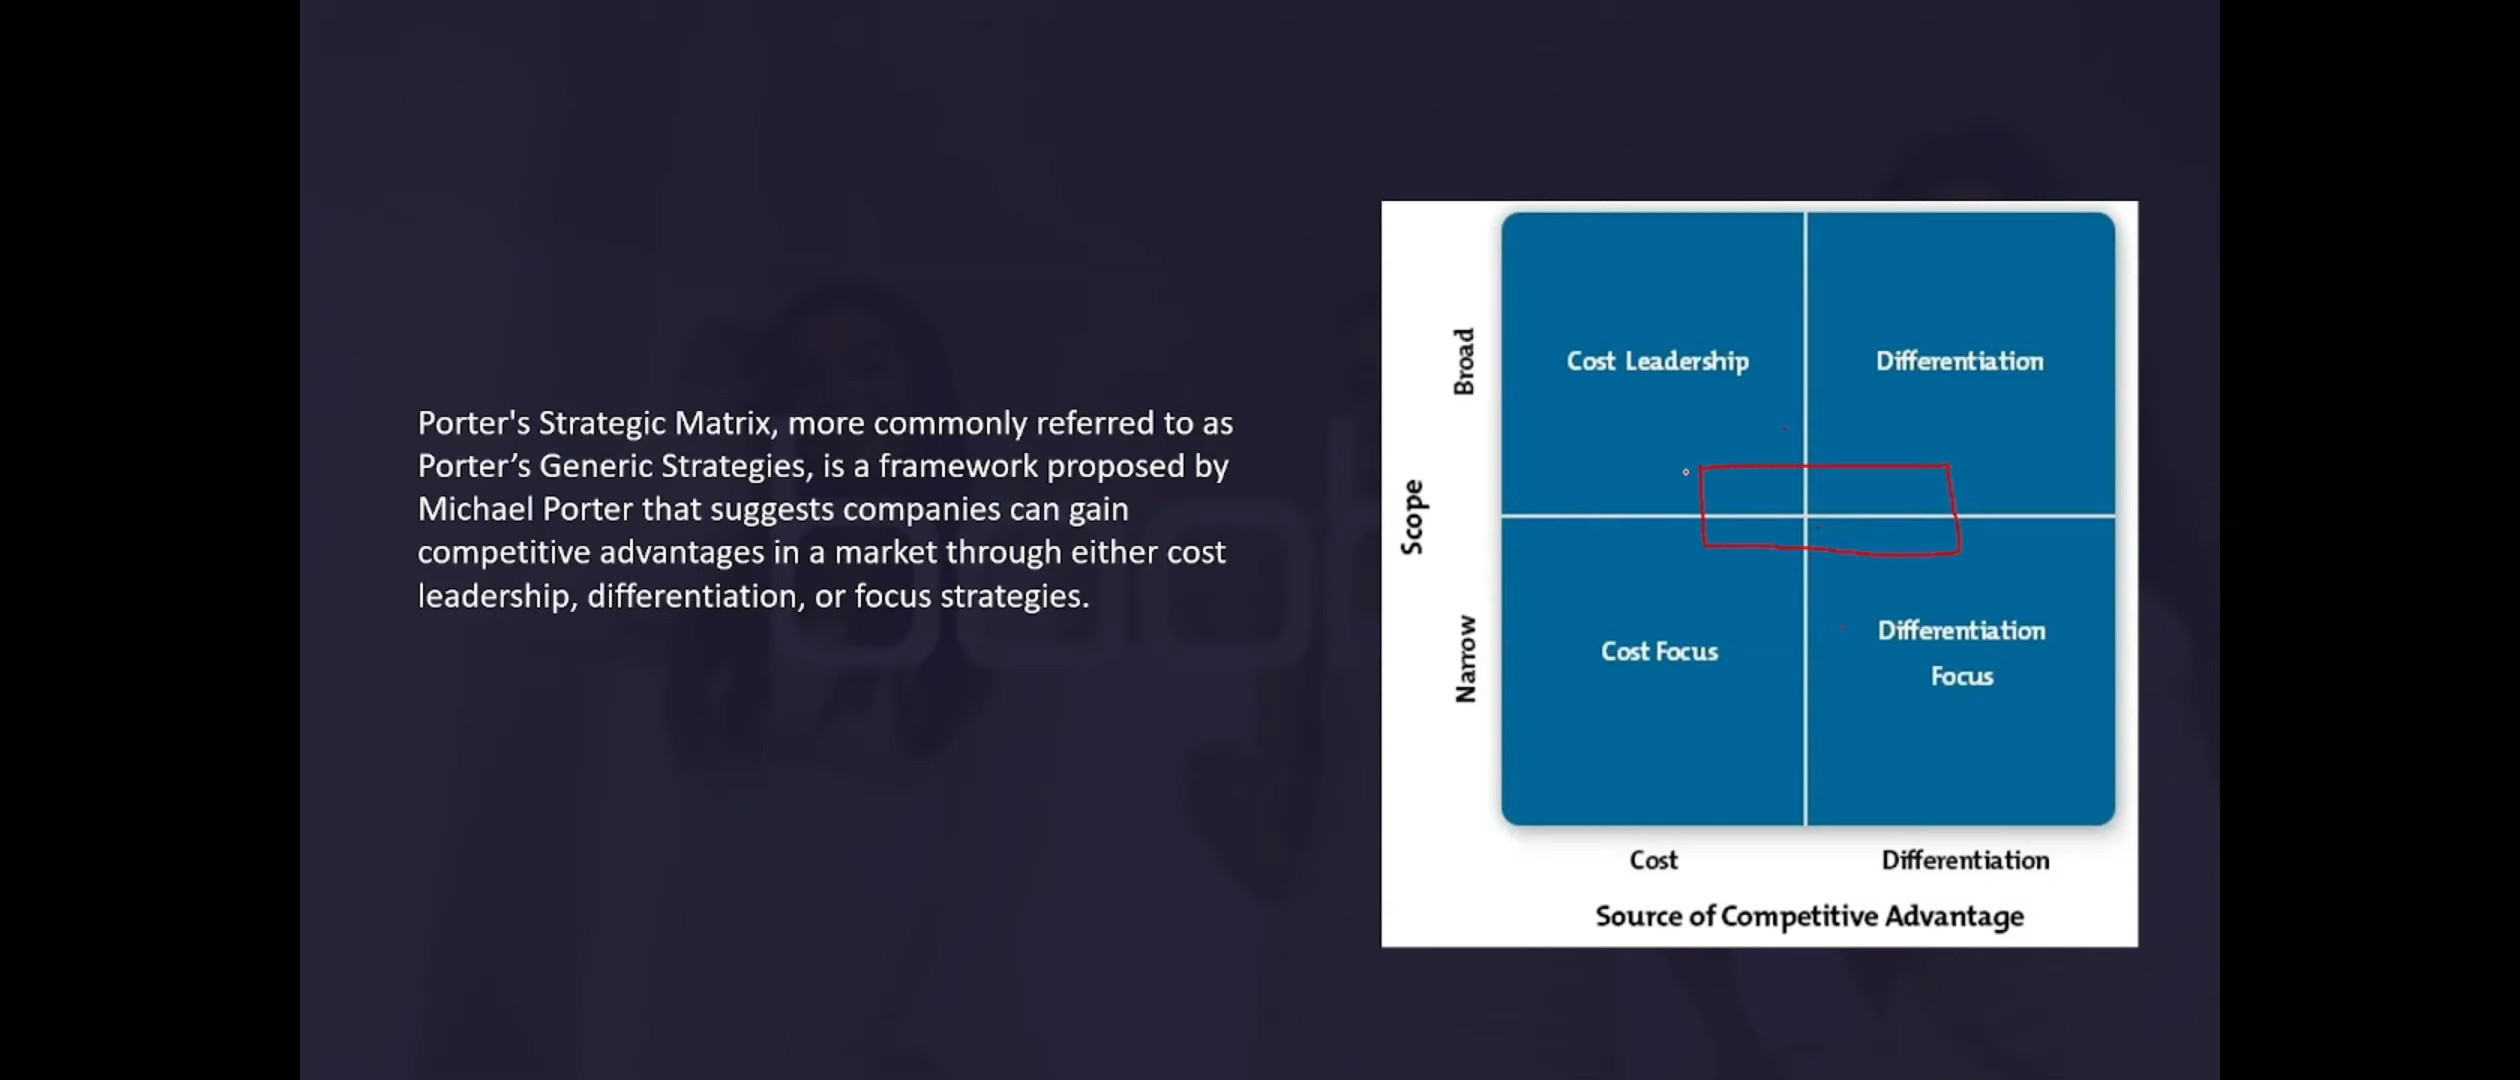 Porter's Strategic Matrix, more commonly referred to as
Porter’s Generic Strategies, is a framework proposed by
Michael Porter that suggests companies can gain
competitive advantages in a market through either cost
leadership, differentiation, or focus strategies.
Scope
Broad
Narrow
Cost Leadership
Differentiation
Cost Focus
Differentiation
Focus
Cost
Differentiation
Source of Competitive Advantage